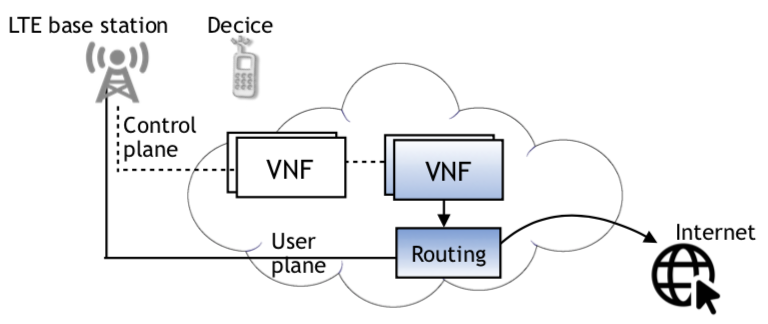 LTE base station
Decice
Control
plane
VNF
VNF
User
plane
Routing
Internet